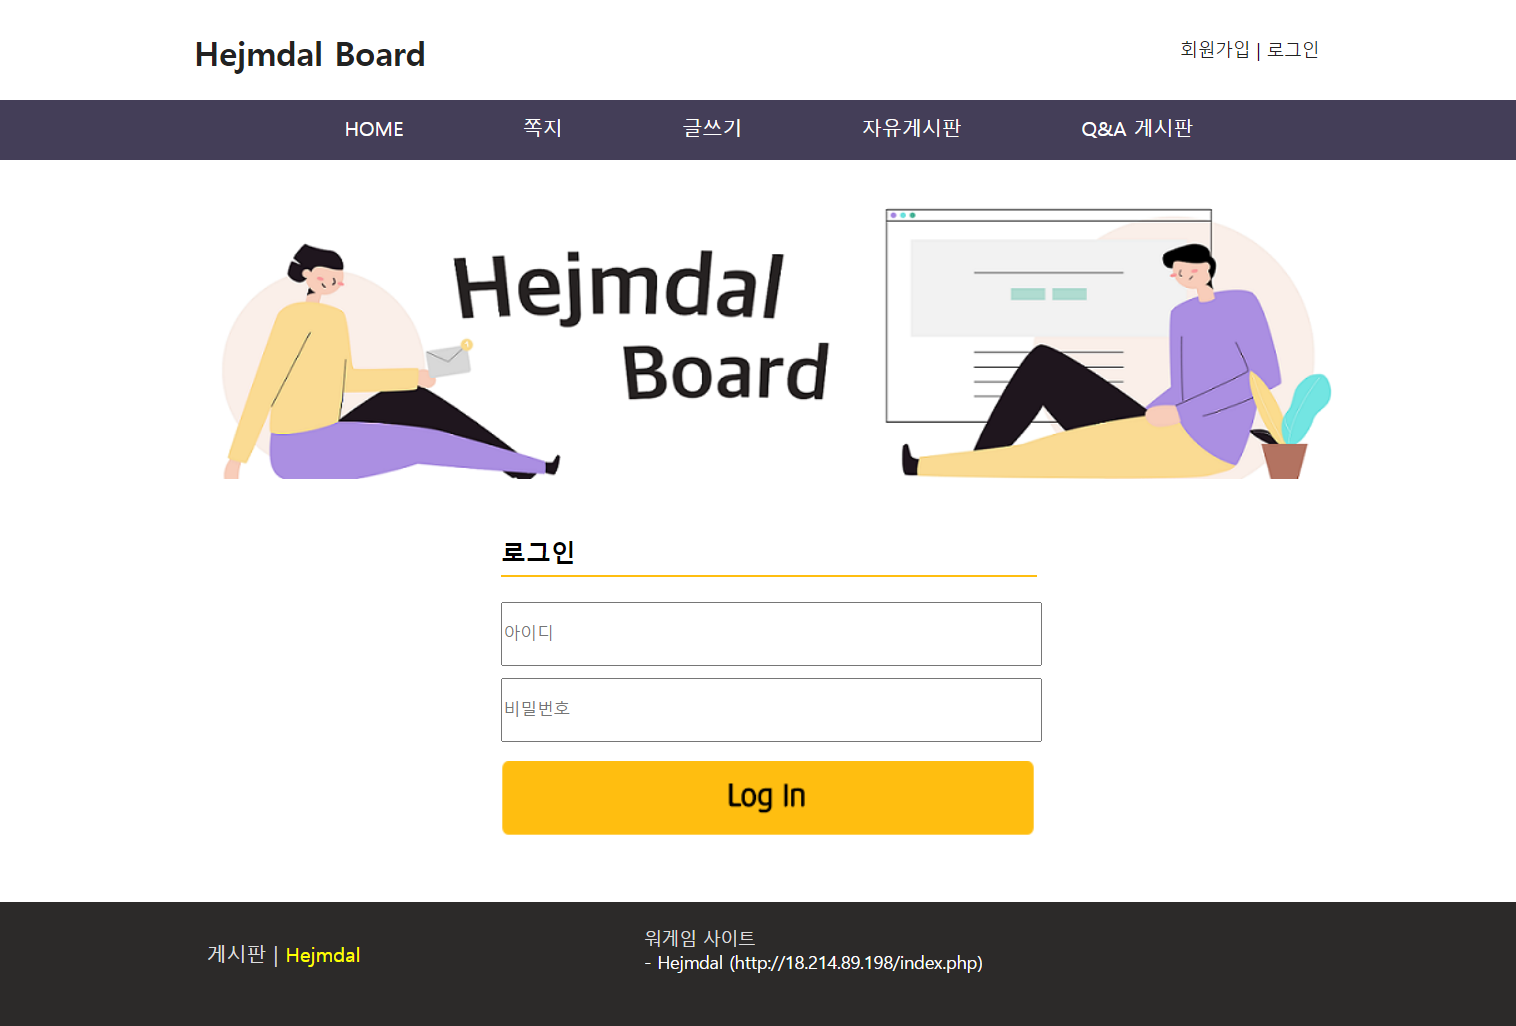 Hejmdal Board
회원가입 | 로그인
HOME 쪽지 글쓰기 자유게시판 Q&A 게시판
Hejmdal
Board
로그인
아이디
비밀번호
Log In
게시판 | Hejmdal
워게임 사이트
- Hejmdal (http://18.214.89.198/index.php)